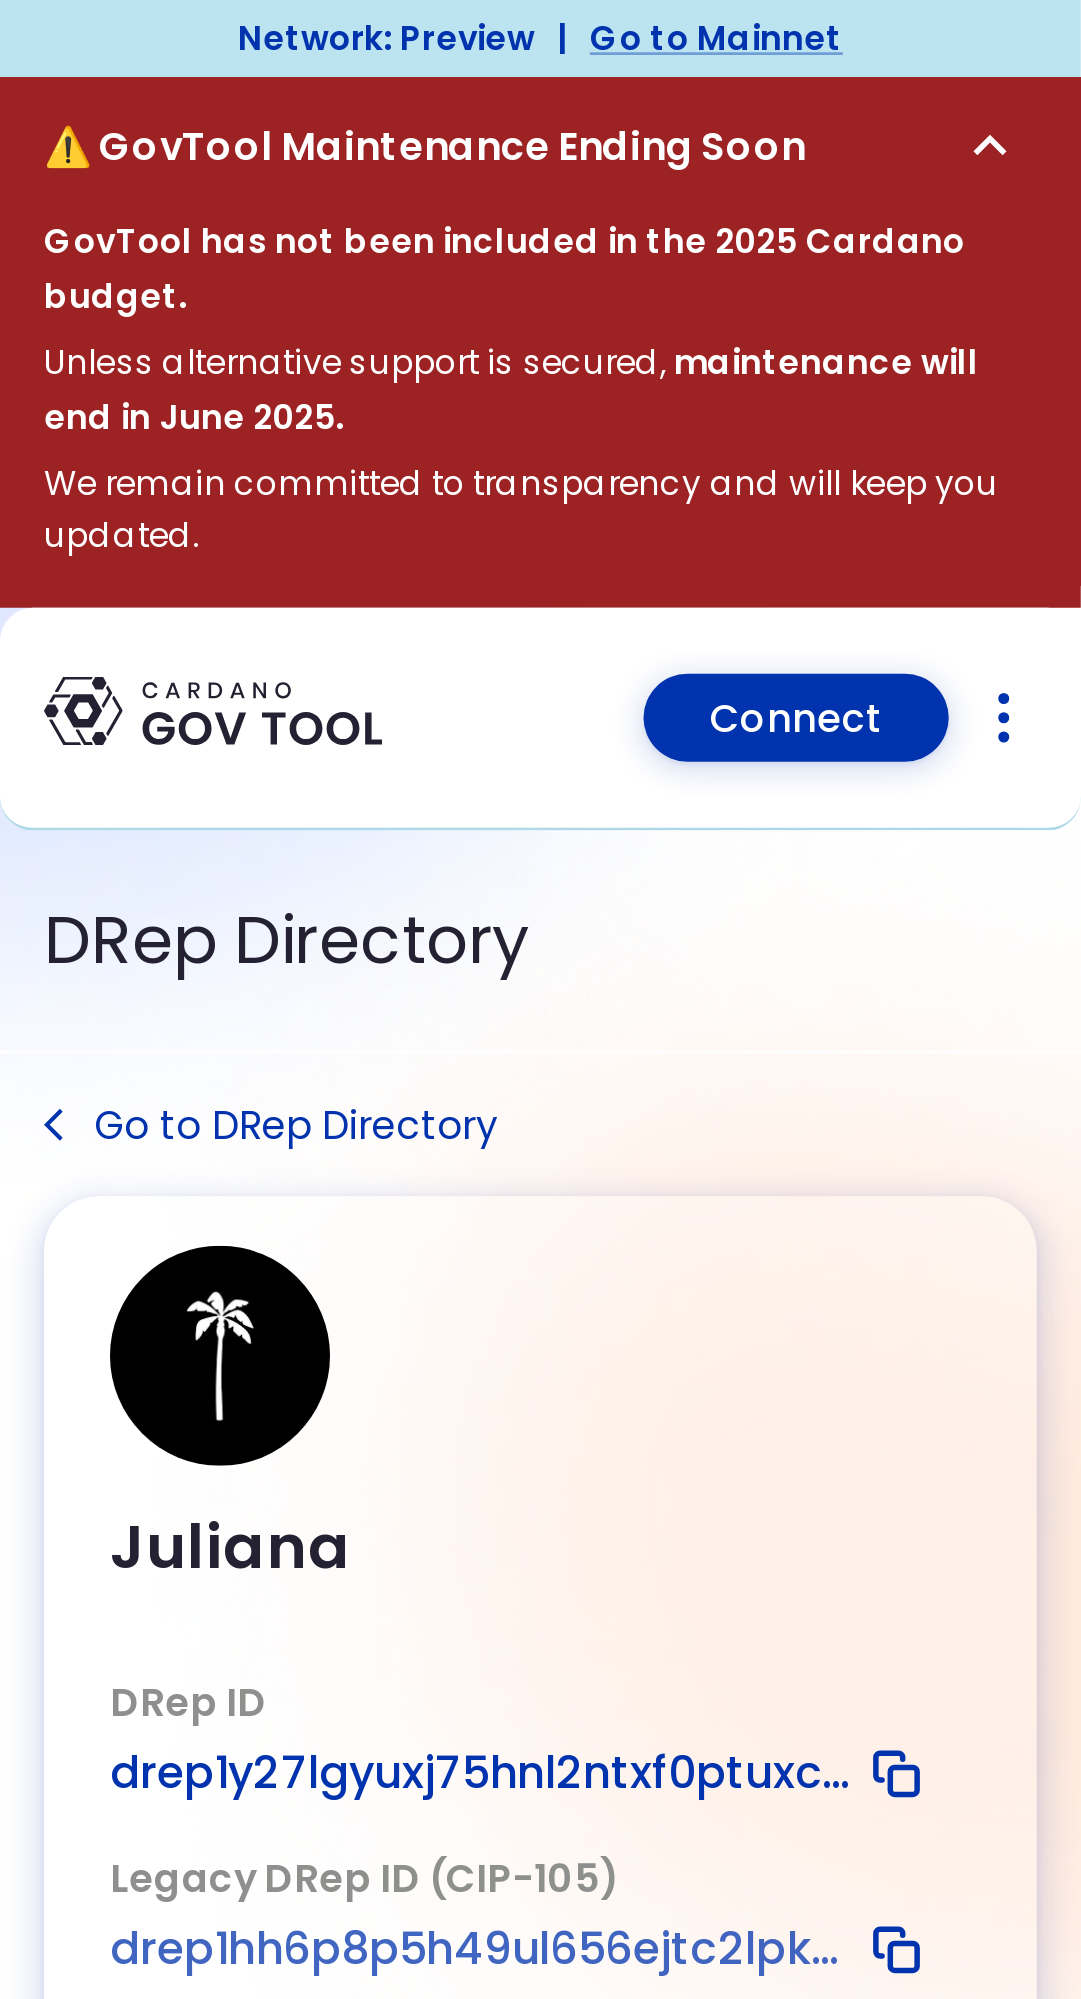 Network: Preview | Go to Mainnet
⚠️ GovTool Maintenance Ending Soon
GovTool has not been included in the 2025 Cardano
budget.
Unless alternative support is secured, maintenance will
end in June 2025.
We remain committed to transparency and will keep you
updated.
CARDANO
GOV TOOL
Connect
DRep Directory
Go to DRep Directory
Juliana
DRep ID
drep1y27lgyuxj75hnl2ntxf0ptuxc...
Legacy DRep ID (CIP-105)
drep1hh6p8p5h49ul656ejtc2lpk...